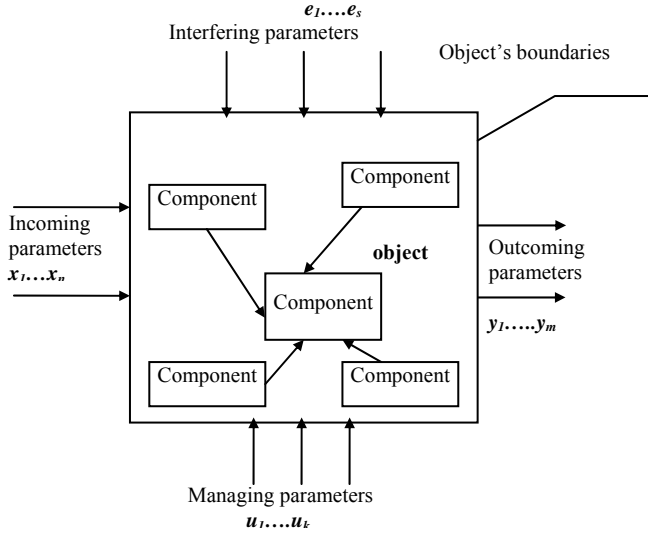 e1….es
Interfering parameters
Object’s boundaries
Component
Component
Incoming
parameters
x1…xn
object
Outcoming
parameters
y1…..ym
Component
Component
Component
Managing parameters
u1….uk